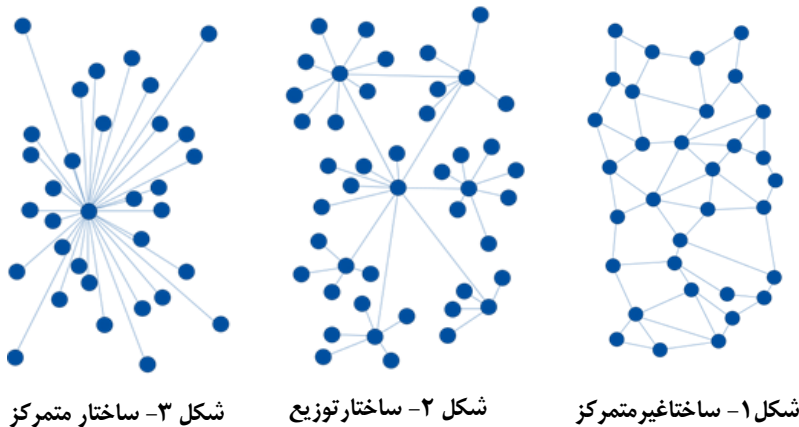 شکل۱- ساختاغیرمتمرکز
شکل ۲- ساختارتوزیع
شکل ۳- ساختار متمرکز